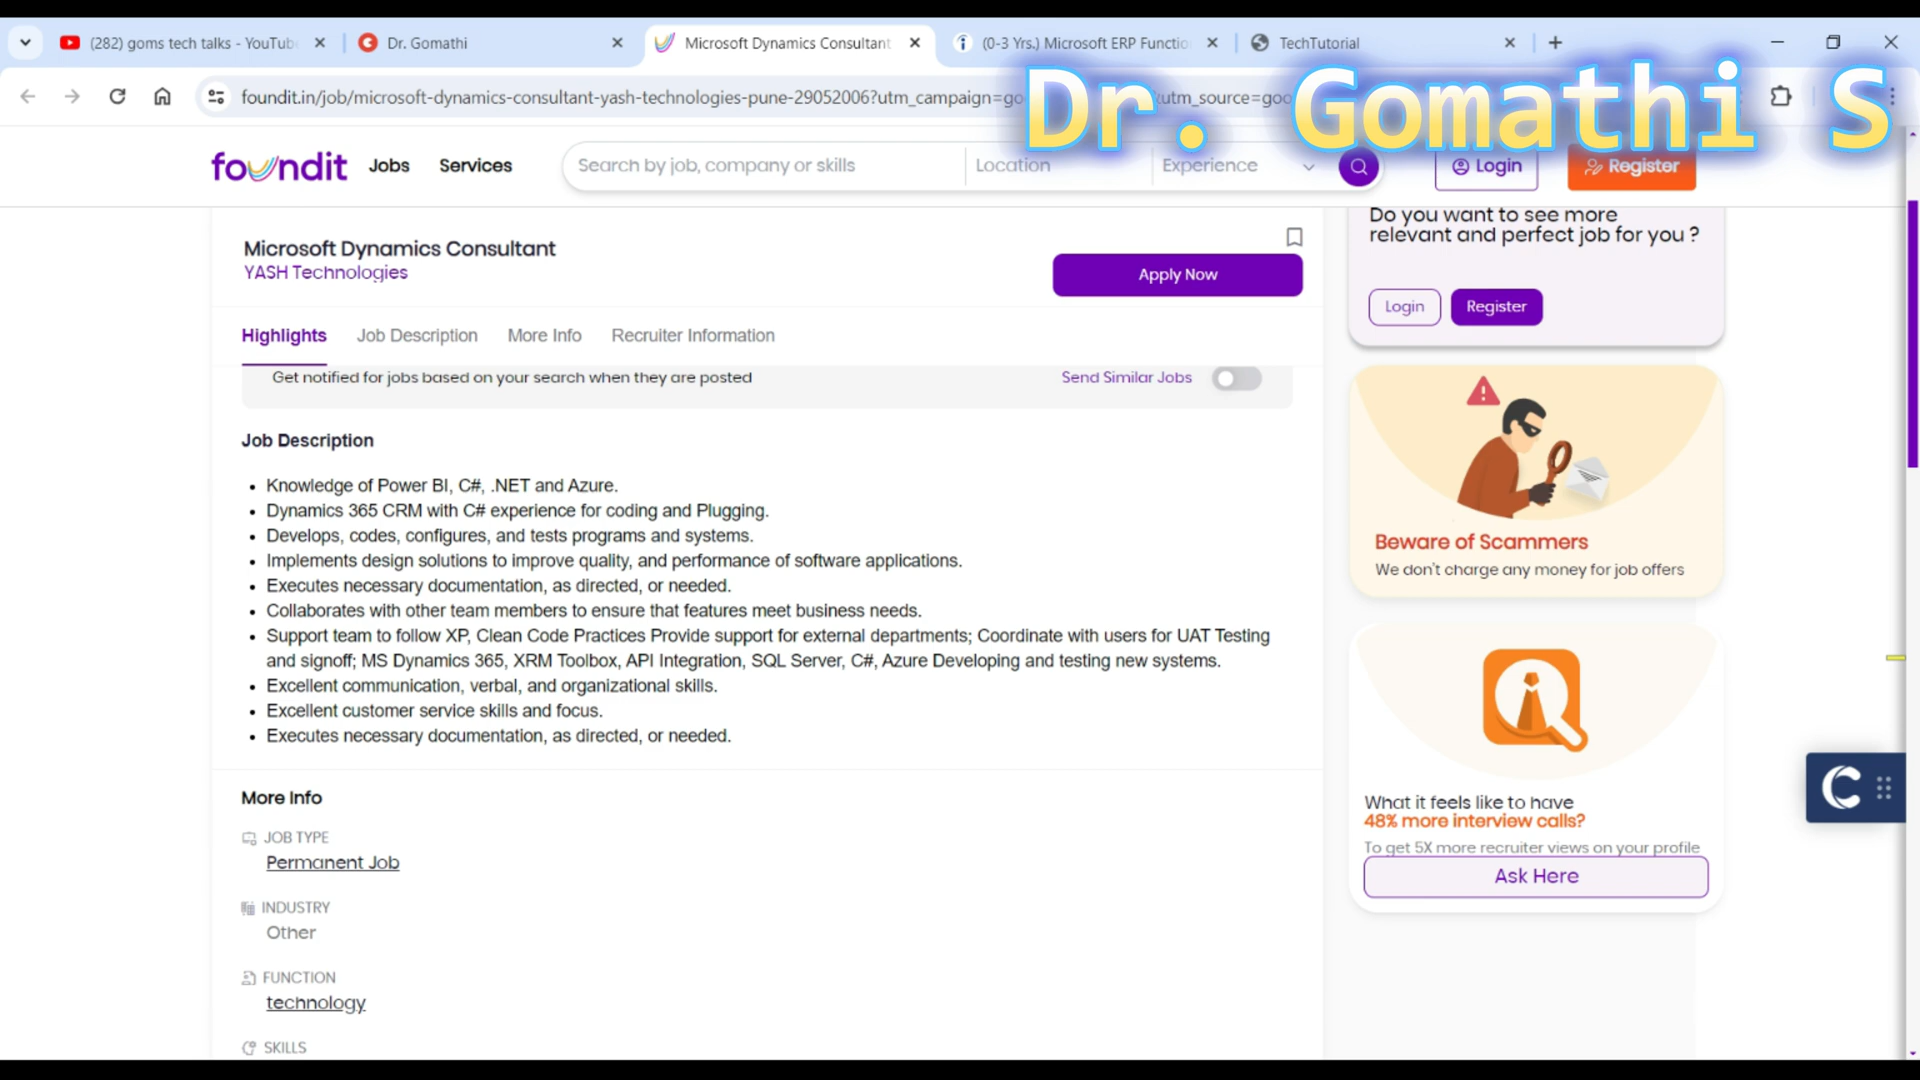 (282) goms tech talks - YouTube
Dr. Gomathi
Microsoft Dynamics Consultant
(0-3 Yrs.) Microsoft ERP Functio
TechTutorial
foundit.in/job/microsoft-dynamics-consultant-yash-technologies-pune-29052006?utm_campaign=go
utm_source=goo
Dr. Gomathi S
foundit
Jobs
Services
Search by job, company or skills
Location
Experience
Login
Register
Microsoft Dynamics Consultant
YASH Technologies
Apply Now
Do you want to see more
relevant and perfect job for you ?
Login
Register
Highlights
Job Description
More Info
Recruiter Information
Get notified for jobs based on your search when they are posted
Send Similar Jobs
Job Description
• Knowledge of Power BI, C#, .NET and Azure.
• Dynamics 365 CRM with C# experience for coding and Plugging.
• Develops, codes, configures, and tests programs and systems.
• Implements design solutions to improve quality, and performance of software applications.
• Executes necessary documentation, as directed, or needed.
• Collaborates with other team members to ensure that features meet business needs.
• Support team to follow XP, Clean Code Practices Provide support for external departments; Coordinate with users for UAT Testing
and signoff; MS Dynamics 365, XRM Toolbox, API Integration, SQL Server, C#, Azure Developing and testing new systems.
• Excellent communication, verbal, and organizational skills.
• Excellent customer service skills and focus.
• Executes necessary documentation, as directed, or needed.
Beware of Scammers
We don't charge any money for job offers
More Info
JOB TYPE
Permanent Job
INDUSTRY
Other
FUNCTION
technology
SKILLS
What it feels like to have
48% more interview calls?
To get 5X more recruiter views on your profile
Ask Here